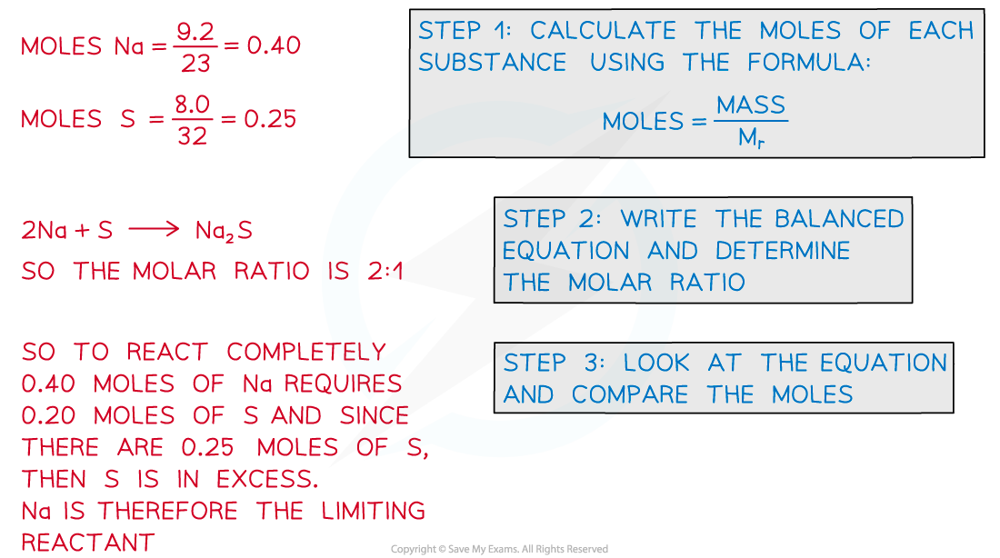 MOLES Na = 9.2/23 = 0.40
MOLES S = 8.0/32 = 0.25
STEP 1: CALCULATE THE MOLES OF EACH
SUBSTANCE USING THE FORMULA:
MOLES = MASS/Mᵣ
2Na + S ⟶ Na₂S
SO THE MOLAR RATIO IS 2:1
STEP 2: WRITE THE BALANCED
EQUATION AND DETERMINE
THE MOLAR RATIO
SO TO REACT COMPLETELY
0.40 MOLES OF Na REQUIRES
0.20 MOLES OF S AND SINCE
THERE ARE 0.25 MOLES OF S,
THEN S IS IN EXCESS.
Na IS THEREFORE THE LIMITING
REACTANT
STEP 3: LOOK AT THE EQUATION
AND COMPARE THE MOLES
Copyright © Save My Exams. All Rights Reserved